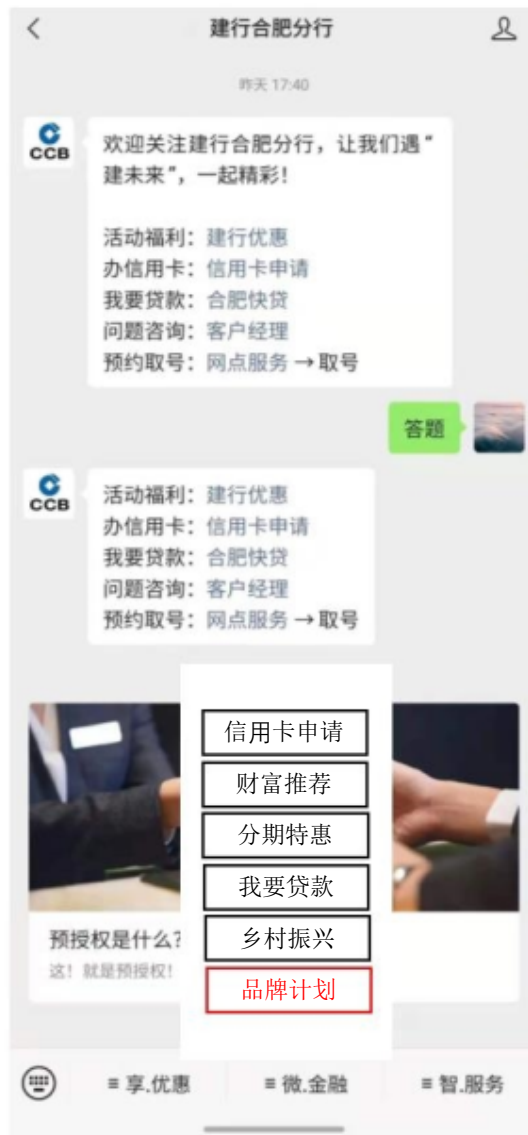 建行合肥分行
昨天 17:40
CCB
欢迎关注建行合肥分行，让我们遇“
建未来”，一起精彩！
活动福利：建行优惠
办信用卡：信用卡申请
我要贷款：合肥快贷
问题咨询：客户经理
预约取号：网点服务 → 取号
答题
CCB
活动福利：建行优惠
办信用卡：信用卡申请
我要贷款：合肥快贷
问题咨询：客户经理
预约取号：网点服务 → 取号
信用卡申请
财富推荐
分期特惠
我要贷款
乡村振兴
品牌计划
预授权是什么？
这！就是预授权！
≡ 享.优惠
≡ 微.金融
≡ 智.服务